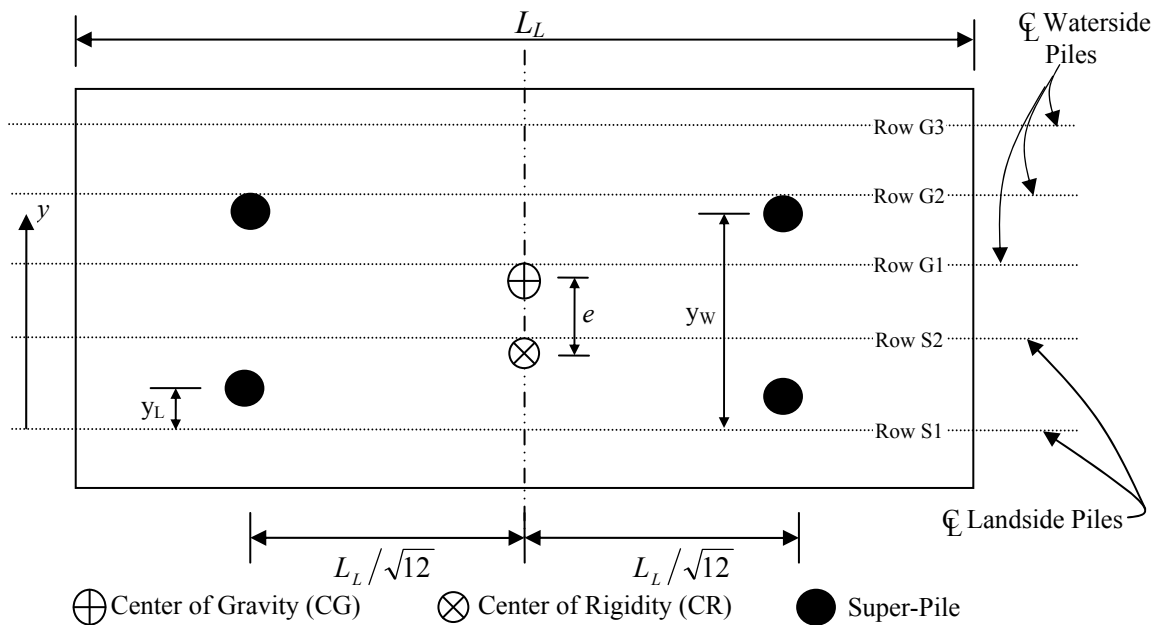 L_L
℄ Waterside
Piles
Row G3
Row G2
y
Row G1
e
y_W
Row S2
y_L
Row S1
℄ Landside Piles
L_L/√12
L_L/√12
Center of Gravity (CG)
Center of Rigidity (CR)
Super-Pile